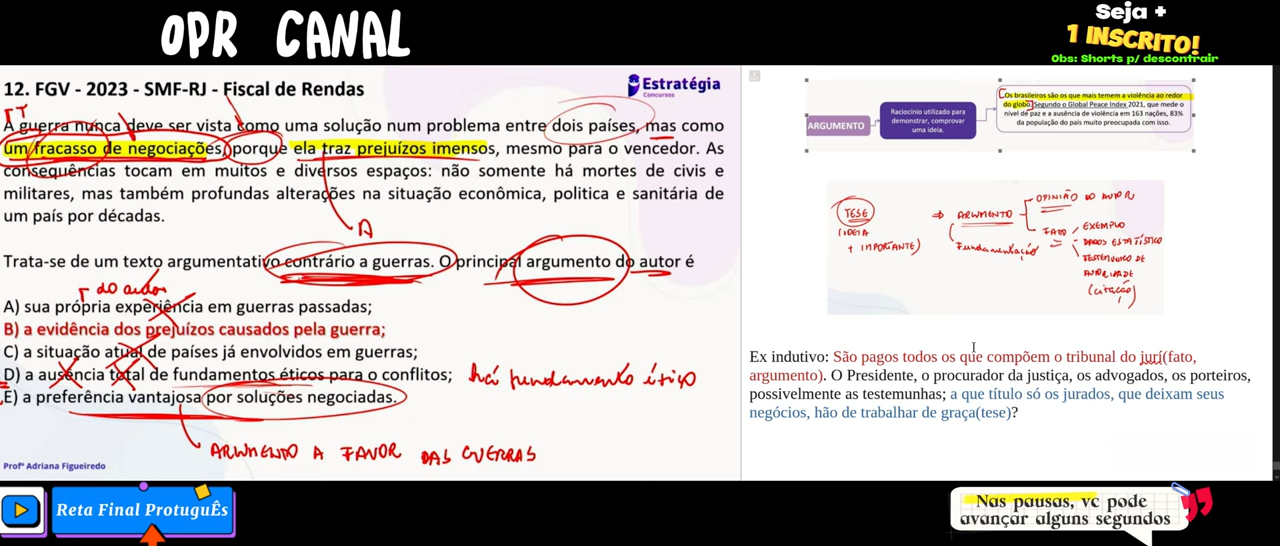 OPR CANAL
Seja +
1 INSCRITO!
Obs: Shorts p/ descontrair
12. FGV - 2023 - SMF-RJ - Fiscal de Rendas
Estratégia
Concursos
T
A guerra nunca deve ser vista como uma solução num problema entre dois países, mas como
um fracasso de negociações, porque ela traz prejuízos imensos, mesmo para o vencedor. As
consequências tocam em muitos e diversos espaços: não somente há mortes de civis e
militares, mas também profundas alterações na situação econômica, politica e sanitária de
um país por décadas.
A
Trata-se de um texto argumentativo contrário a guerras. O principal argumento do autor é
do autor
A) sua própria experiência em guerras passadas;
B) a evidência dos prejuízos causados pela guerra;
C) a situação atual de países já envolvidos em guerras;
D) a ausência total de fundamentos éticos para o conflitos; há fundamento ético
E) a preferência vantajosa por soluções negociadas.
ARGUMENTO A FAVOR DAS GUERRAS
Profª Adriana Figueiredo
ARGUMENTO
Raciocínio utilizado para
demonstrar, comprovar
uma ideia.
Os brasileiros são os que mais temem a violência ao redor
do globo. Segundo o Global Peace Index 2021, que mede o
nível de paz e a ausência de violência em 163 nações, 83%
da população do país muito preocupada com isso.
TESE
(IDEIA
+ IMPORTANTE)
⇒ ARGUMENTO
Fundamentação
OPINIÃO DO AUTOR
FATO
EXEMPLO
DADOS ESTATÍSTICO
TESTEMUNHO DE
AUTORIDADE
(citação)
Ex indutivo: São pagos todos os que compõem o tribunal do jurí(fato,
argumento). O Presidente, o procurador da justiça, os advogados, os porteiros,
possivelmente as testemunhas; a que título só os jurados, que deixam seus
negócios, hão de trabalhar de graça(tese)?
Reta Final ProtuguÊs
Nas pausas, vc pode
avançar alguns segundos